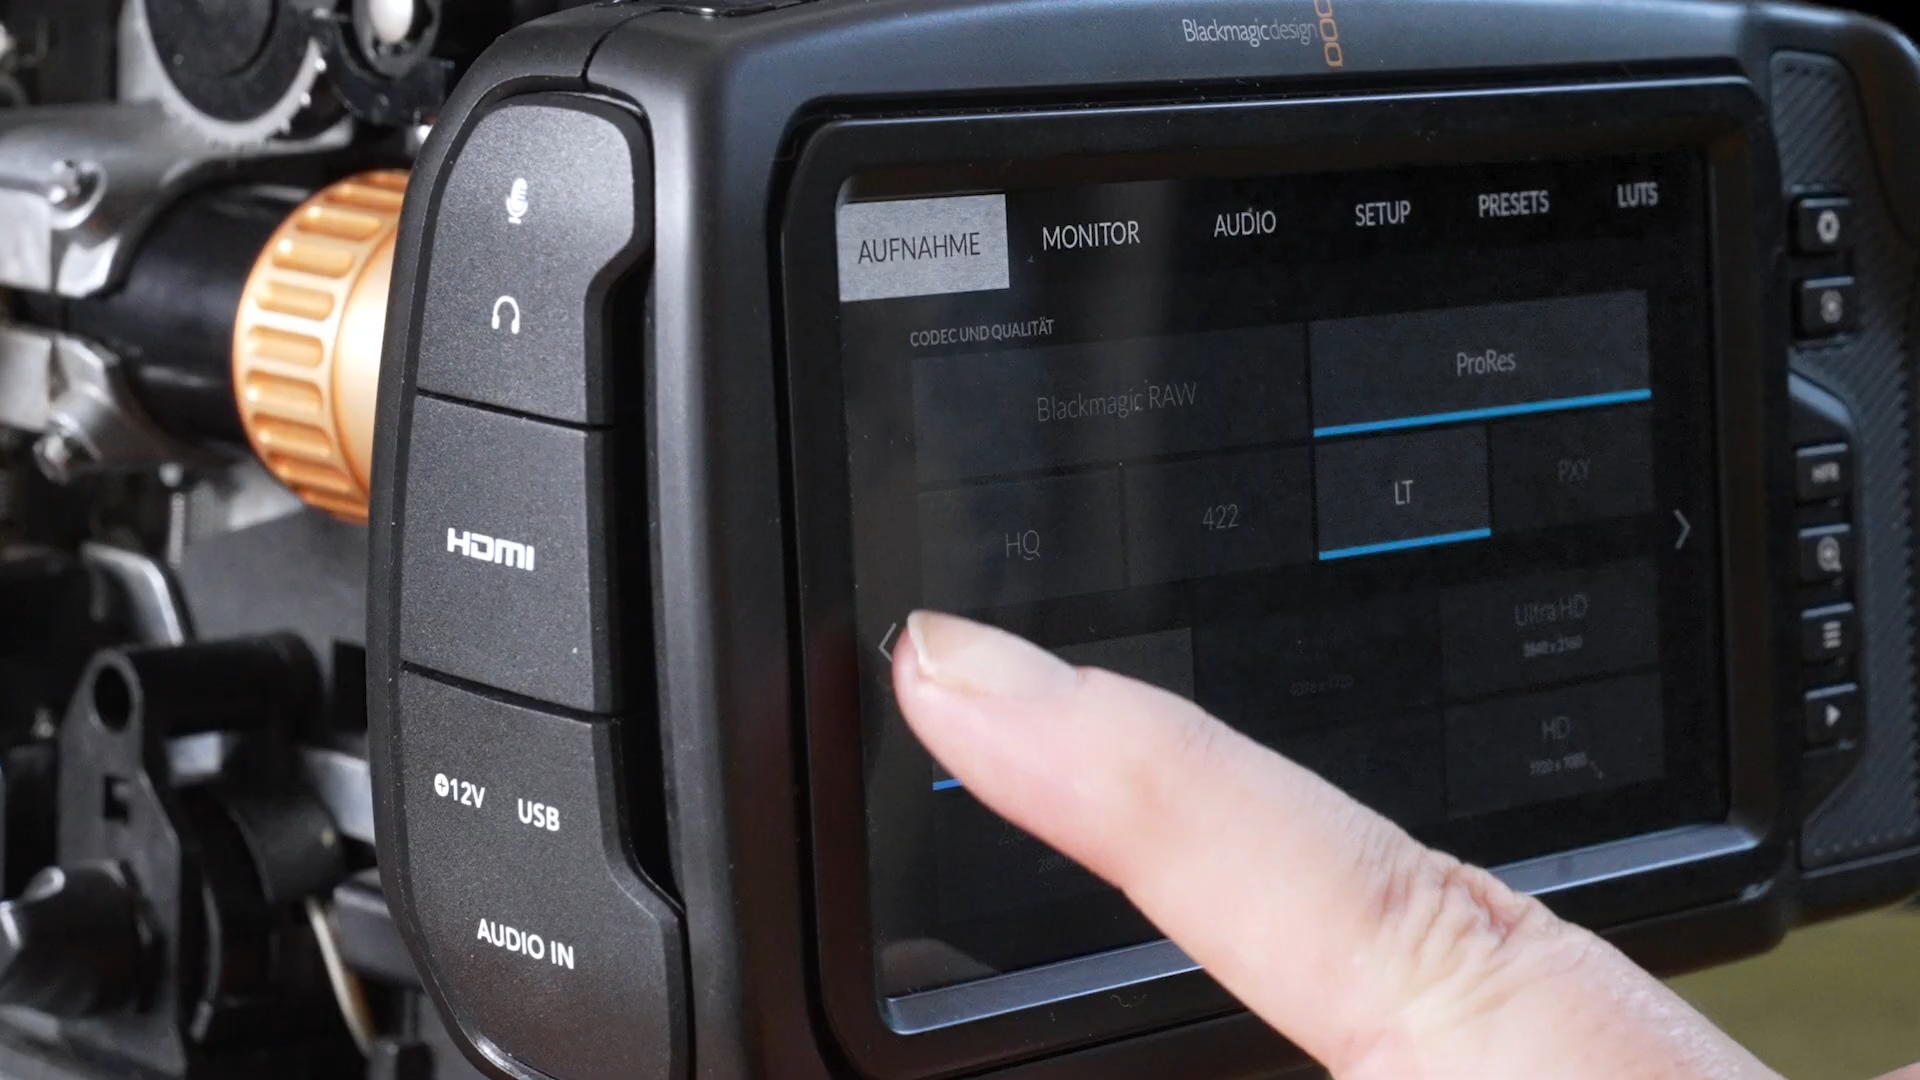 Blackmagicdesign
AUFNAHME MONITOR AUDIO SETUP PRESETS LUTS
CODEC UND QUALITÄT
Blackmagic RAW ProRes
HQ 422 LT PXY
Ultra HD
3840 x 2160
HD
1920 x 1080
HDMI
+12V USB
AUDIO IN
HFR